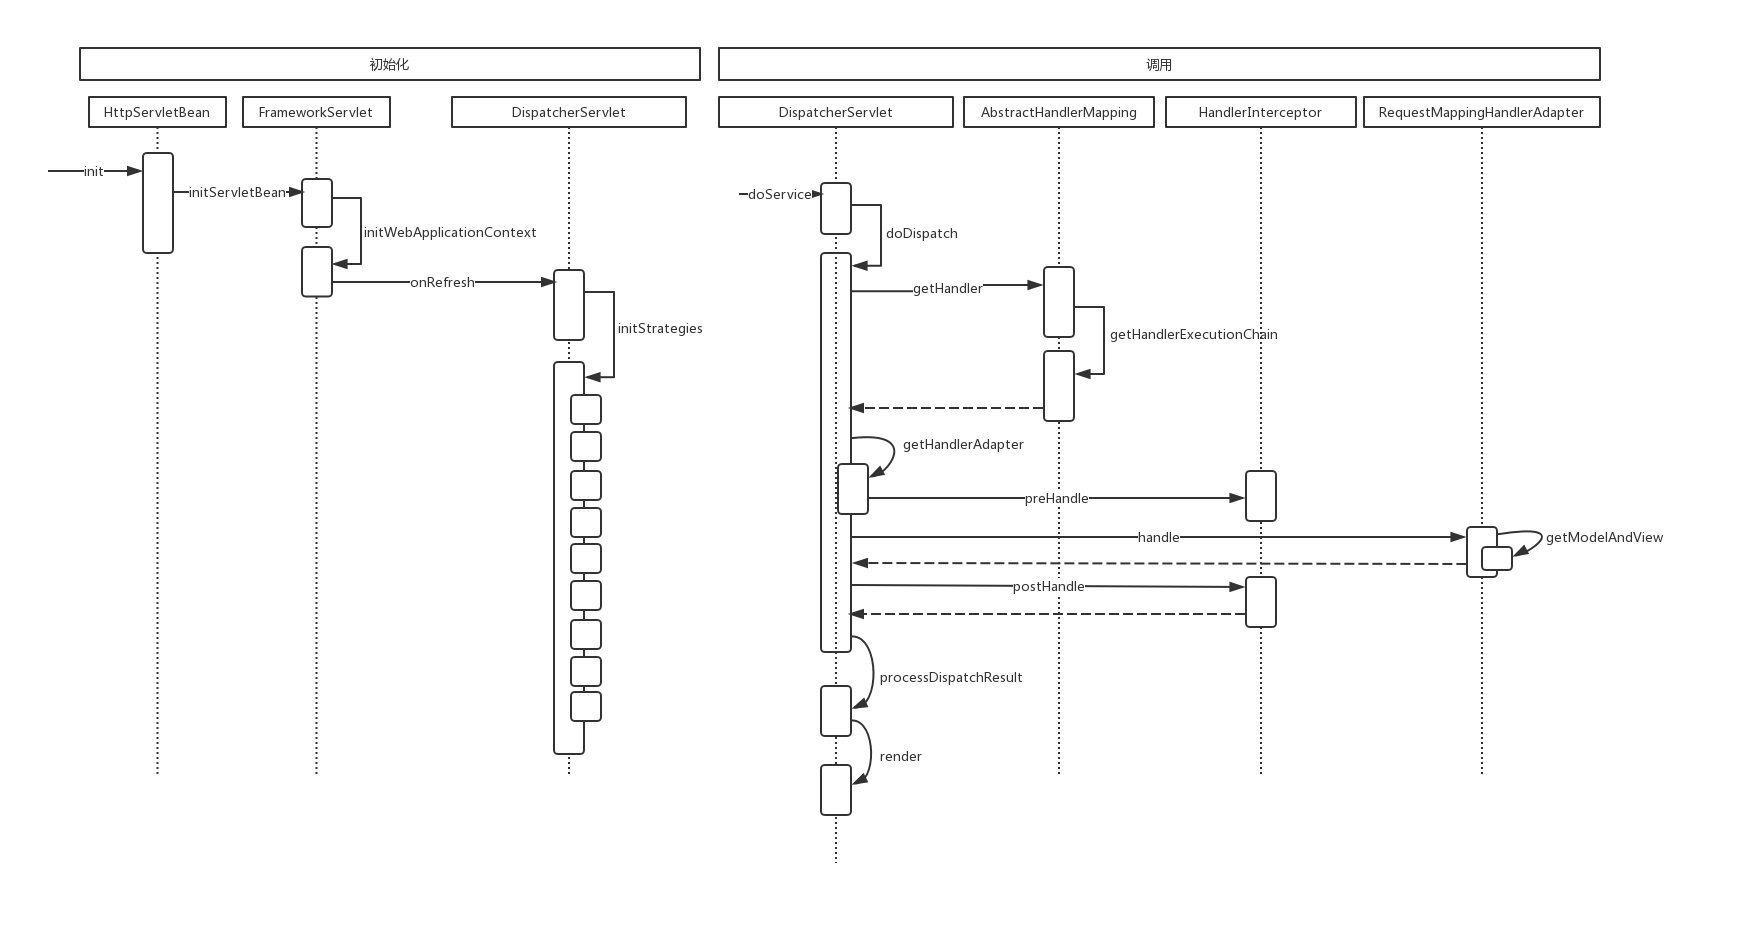 初始化
调用
HttpServletBean
FrameworkServlet
DispatcherServlet
DispatcherServlet
AbstractHandlerMapping
HandlerInterceptor
RequestMappingHandlerAdapter
init
initServletBean
initWebApplicationContext
onRefresh
initStrategies
doService
doDispatch
getHandler
getHandlerExecutionChain
getHandlerAdapter
preHandle
handle
getModelAndView
postHandle
processDispatchResult
render